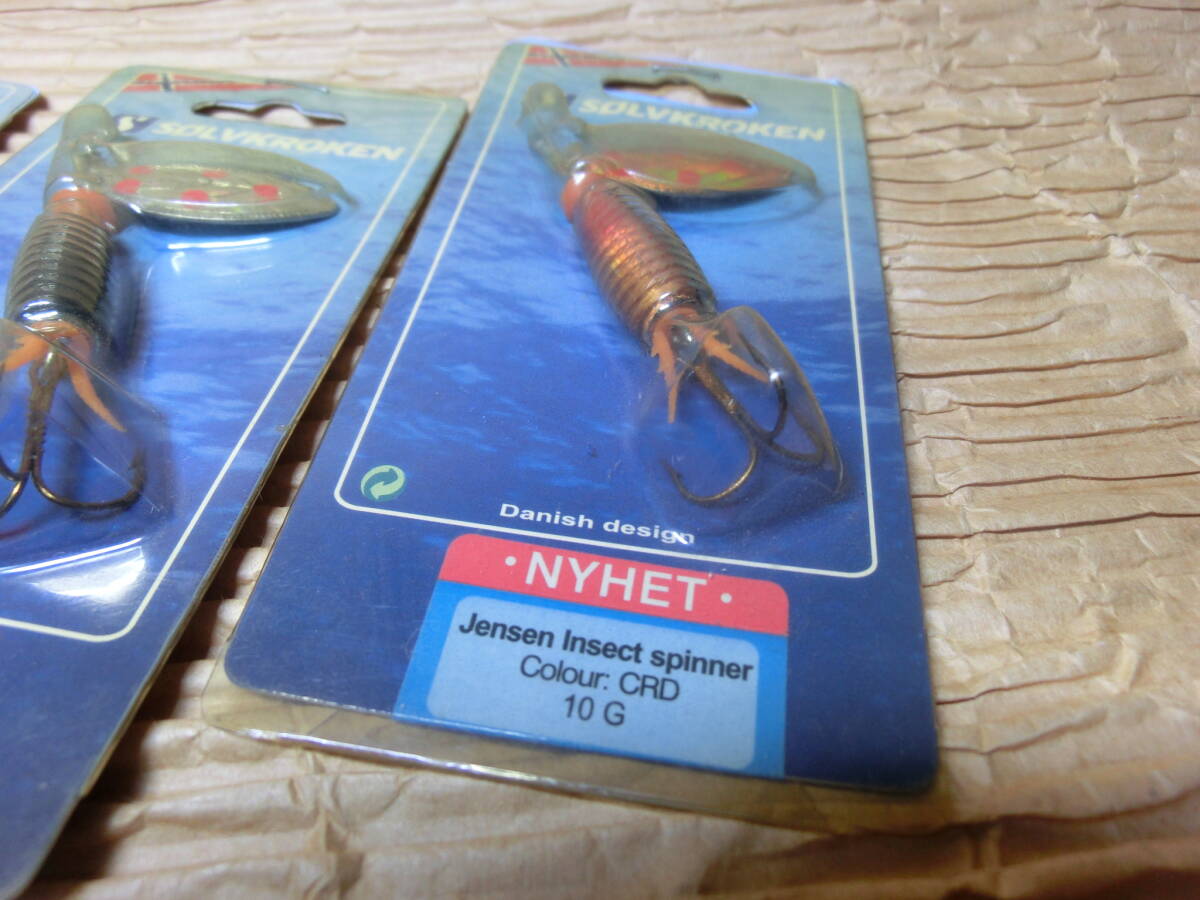 SØLVKROKEN
SØLVKROKEN
Danish design
• NYHET •
Jensen Insect spinner
Colour: CRD
10 G